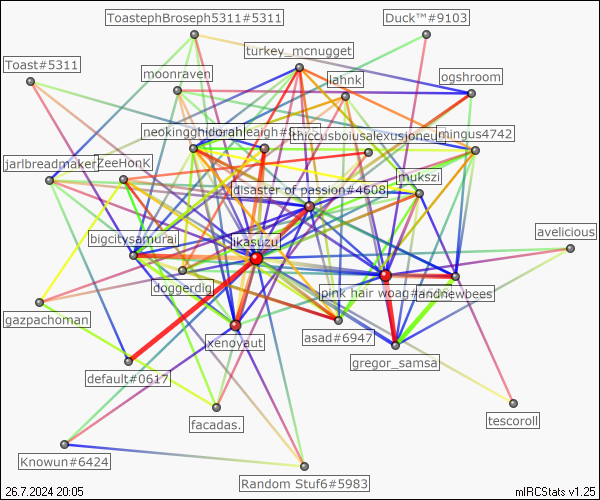 ToastephBroseph5311#5311
Duck™#9103
turkey_mcnugget
Toast#5311
moonraven
lahnk
ogshroom
neokingghidorah
thiccusboiusalexusjoneu
mingus4742
jarlbreadmaker
ZeeHonK
mukszi
disaster of passion#4608
avelicious
bigcitysamurai
ikasuzu
doggerdig
pink hair woag
andnewbees
gazpachoman
xenoyaut
asad#6947
gregor_samsa
default#0617
facadas.
tescoroll
Knowun#6424
Random Stuf6#5983
26.7.2024 20:05
mIRCStats v1.25